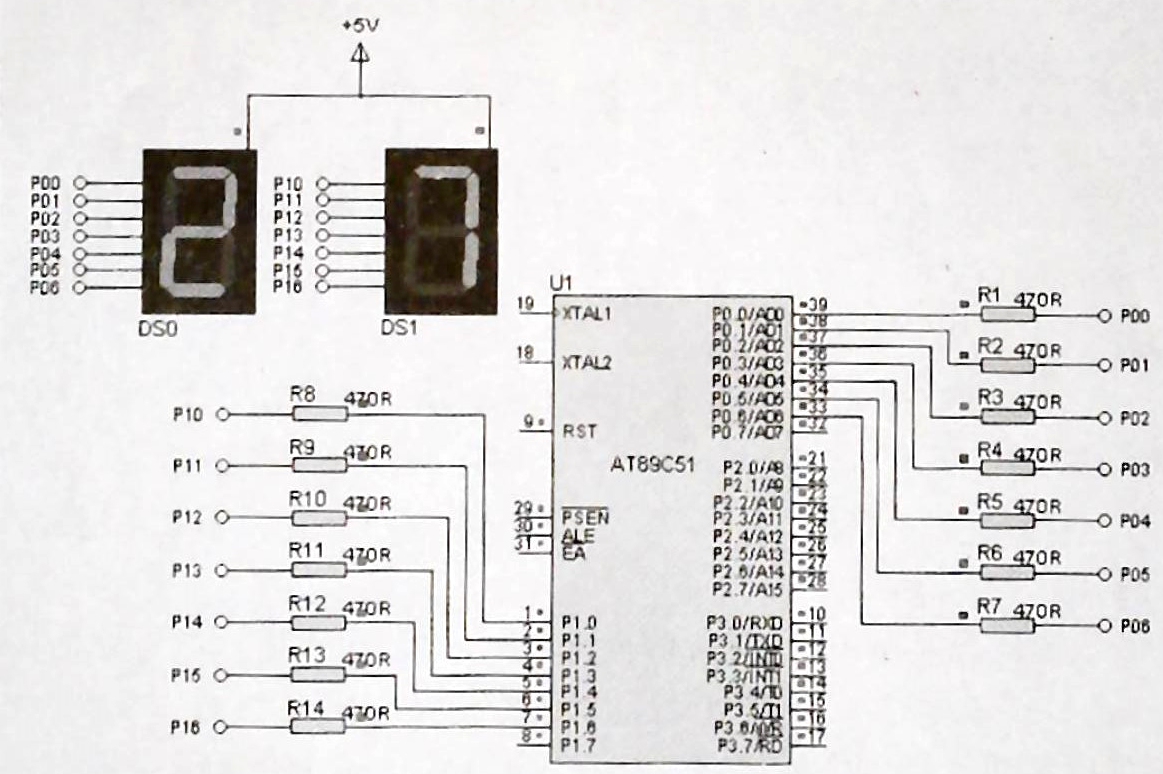 +5V
P00
P01
P02
P03
P04
P05
P06
DS0
P10
P11
P12
P13
P14
P15
P16
DS1
U1
19 XTAL1
18 XTAL2
9 RST
29 PSEN
30 ALE
31 EA
1 P1.0
2 P1.1
3 P1.2
4 P1.3
5 P1.4
6 P1.5
7 P1.6
8 P1.7
AT89C51
P0.0/AD0 39
P0.1/AD1 38
P0.2/AD2 37
P0.3/AD3 36
P0.4/AD4 35
P0.5/AD5 34
P0.6/AD6 33
P0.7/AD7 32
P2.0/A8 21
P2.1/A9 22
P2.2/A10 23
P2.3/A11 24
P2.4/A12 25
P2.5/A13 26
P2.6/A14 27
P2.7/A15 28
P3.0/RXD 10
P3.1/TXD 11
P3.2/INT0 12
P3.3/INT1 13
P3.4/T0 14
P3.5/T1 15
P3.6/WR 16
P3.7/RD 17
P10 R8 470R
P11 R9 470R
P12 R10 470R
P13 R11 470R
P14 R12 470R
P15 R13 470R
P16 R14 470R
R1 470R P00
R2 470R P01
R3 470R P02
R4 470R P03
R5 470R P04
R6 470R P05
R7 470R P06
2
7